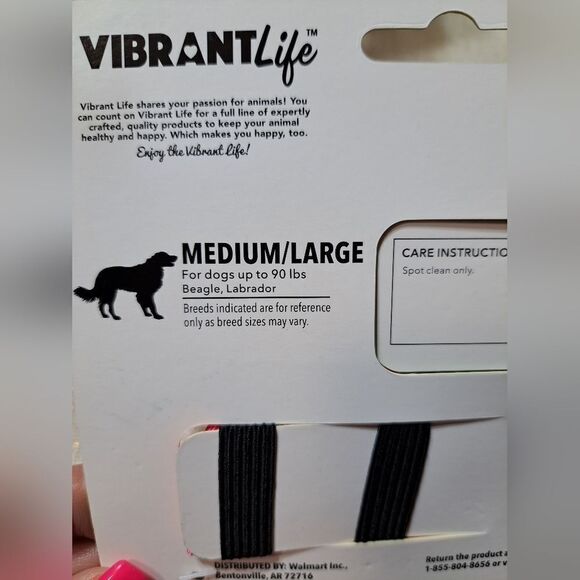 VIBRANTLife™
Vibrant Life shares your passion for animals! You
can count on Vibrant Life for a full line of expertly
crafted, quality products to keep your animal
healthy and happy. Which makes you happy, too.
Enjoy the Vibrant Life!
MEDIUM/LARGE
For dogs up to 90 lbs
Beagle, Labrador
Breeds indicated are for reference
only as breed sizes may vary.
CARE INSTRUCTIO
Spot clean only.
DISTRIBUTED BY: Walmart Inc.,
Bentonville, AR 72716
Return the product a
1-855-804-8656 or v